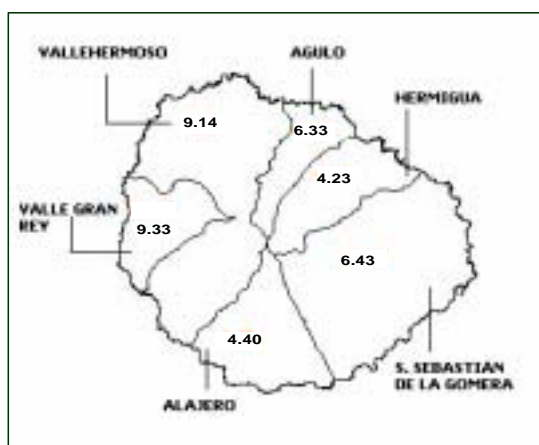 VALLEHERMOSO
AGULO
HERMIGUA
9.14
6.33
4.23
VALLE GRAN
REY
9.33
6.43
4.40
S. SEBASTIAN
DE LA GOMERA
ALAJERO